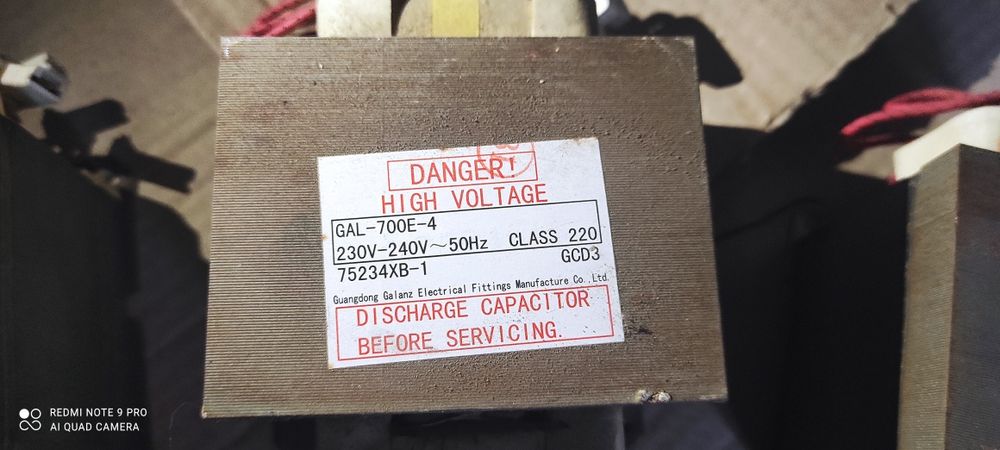 DANGER!
HIGH VOLTAGE
GAL-700E-4
230V-240V~50Hz CLASS 220
75234XB-1 GCD3
Guangdong Galanz Electrical Fittings Manufacture Co.,Ltd.
DISCHARGE CAPACITOR
BEFORE SERVICING.
REDMI NOTE 9 PRO
AI QUAD CAMERA